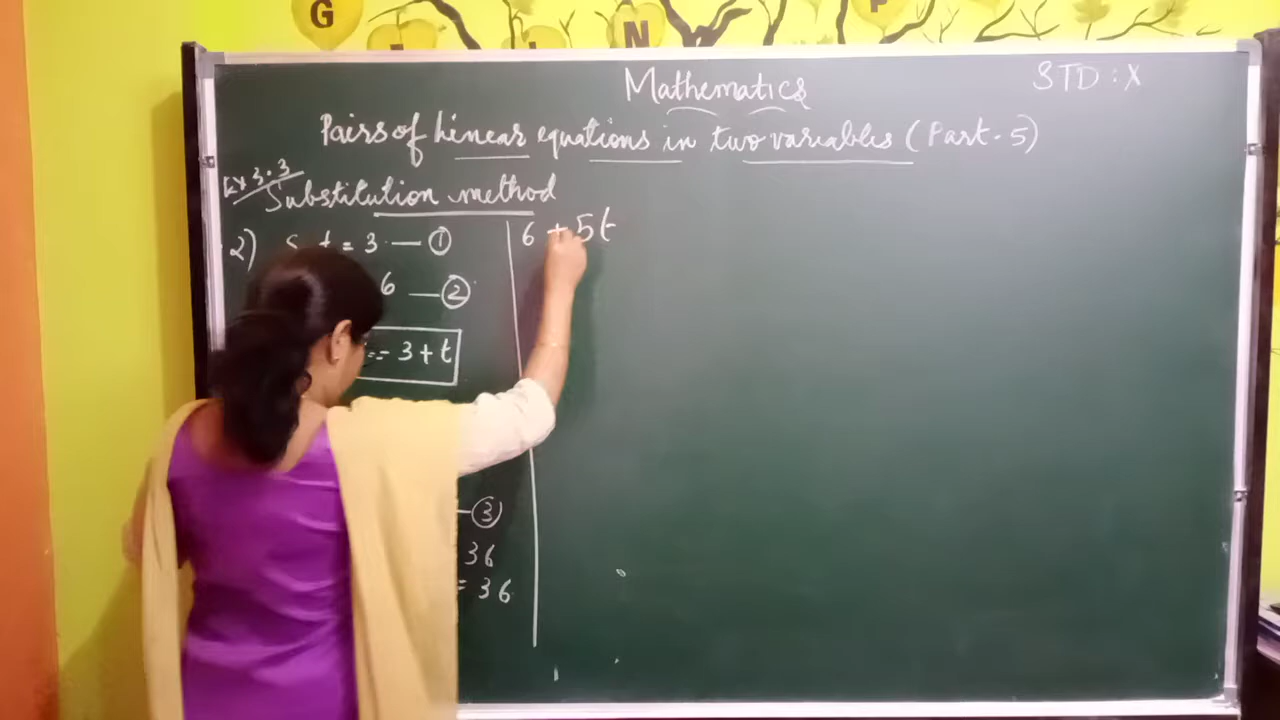 G
N
P
Mathematics
STD : X
Pairs of Linear equations in two variables (Part - 5)
Ex 3.3
Substitution method
2) S - t = 3 — ①
6 — ②
= 3 + t
— ③
36
= 36
6 + 5t